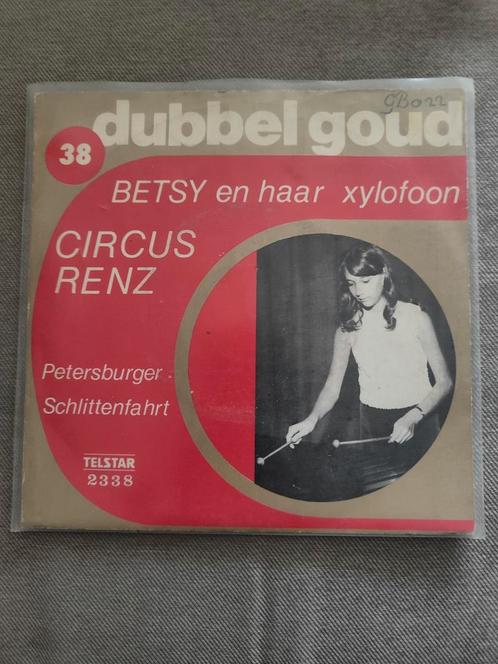 GB022
dubbel goud
38
BETSY en haar xylofoon
CIRCUS
RENZ
Petersburger
Schlittenfahrt
TELSTAR
2338